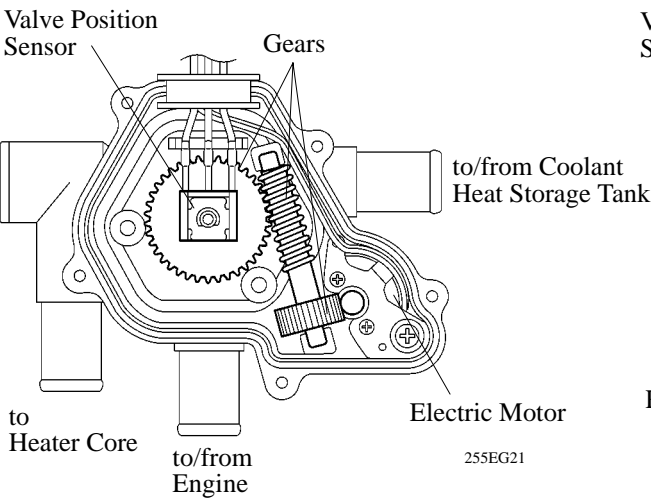 Valve Position
Sensor
Gears
V
S
to/from Coolant
Heat Storage Tank
to
Heater Core
Electric Motor
to/from
Engine
255EG21